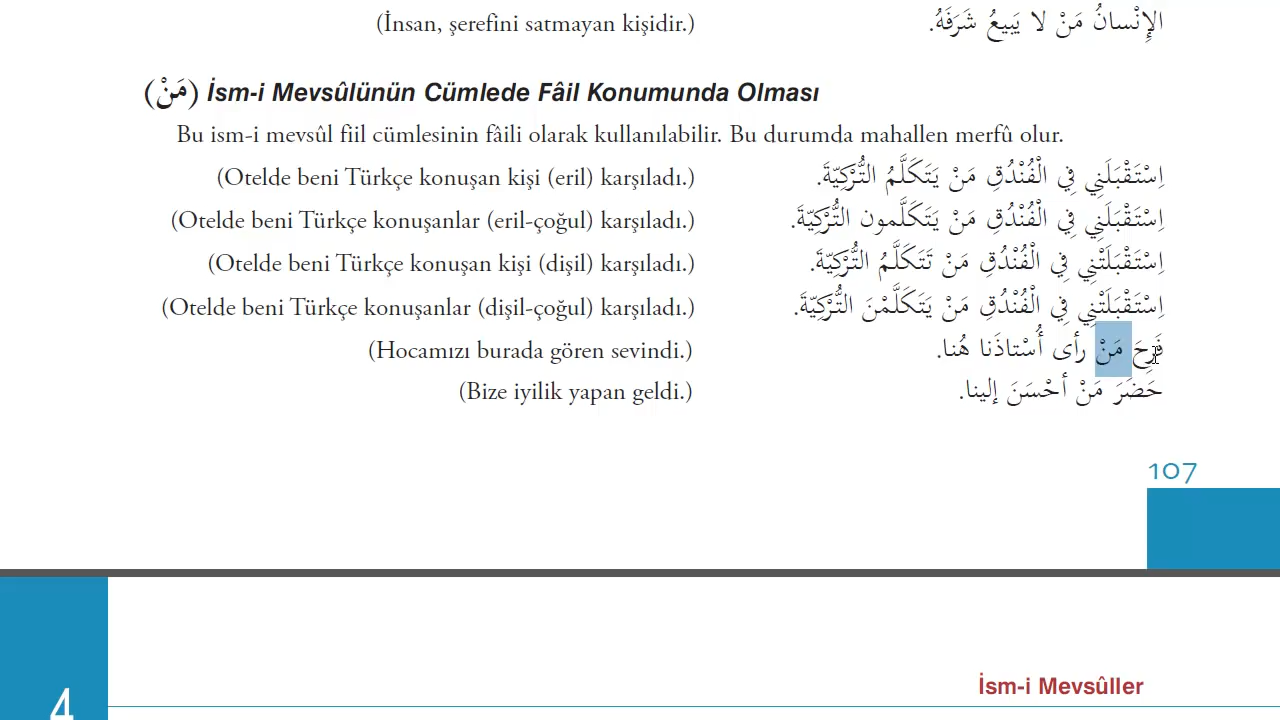 (İnsan, şerefini satmayan kişidir.) الإِنْسانُ مَنْ لا يَبيعُ شَرَفَهُ.
(مَنْ) İsm-i Mevsûlünün Cümlede Fâil Konumunda Olması
Bu ism-i mevsûl fiil cümlesinin fâili olarak kullanılabilir. Bu durumda mahallen merfû olur.
(Otelde beni Türkçe konuşan kişi (eril) karşıladı.) اِسْتَقْبَلَنِي فِي الْفُنْدُقِ مَنْ يَتَكَلَّمُ التُّرْكِيّةَ.
(Otelde beni Türkçe konuşanlar (eril-çoğul) karşıladı.) اِسْتَقْبَلَنِي فِي الْفُنْدُقِ مَنْ يَتَكَلَّمون التُّرْكِيّةَ.
(Otelde beni Türkçe konuşan kişi (dişil) karşıladı.) اِسْتَقْبَلَتْنِي فِي الْفُنْدُقِ مَنْ تَتَكَلَّمُ التُّرْكِيّةَ.
(Otelde beni Türkçe konuşanlar (dişil-çoğul) karşıladı.) اِسْتَقْبَلَتْنِي فِي الْفُنْدُقِ مَنْ يَتَكَلَّمْنَ التُّرْكِيّةَ.
(Hocamızı burada gören sevindi.) فَرِحَ مَنْ رأى أُسْتاذَنا هُنا.
(Bize iyilik yapan geldi.) حَضَرَ مَنْ أحْسَنَ إلينا.
107
4
İsm-i Mevsûller